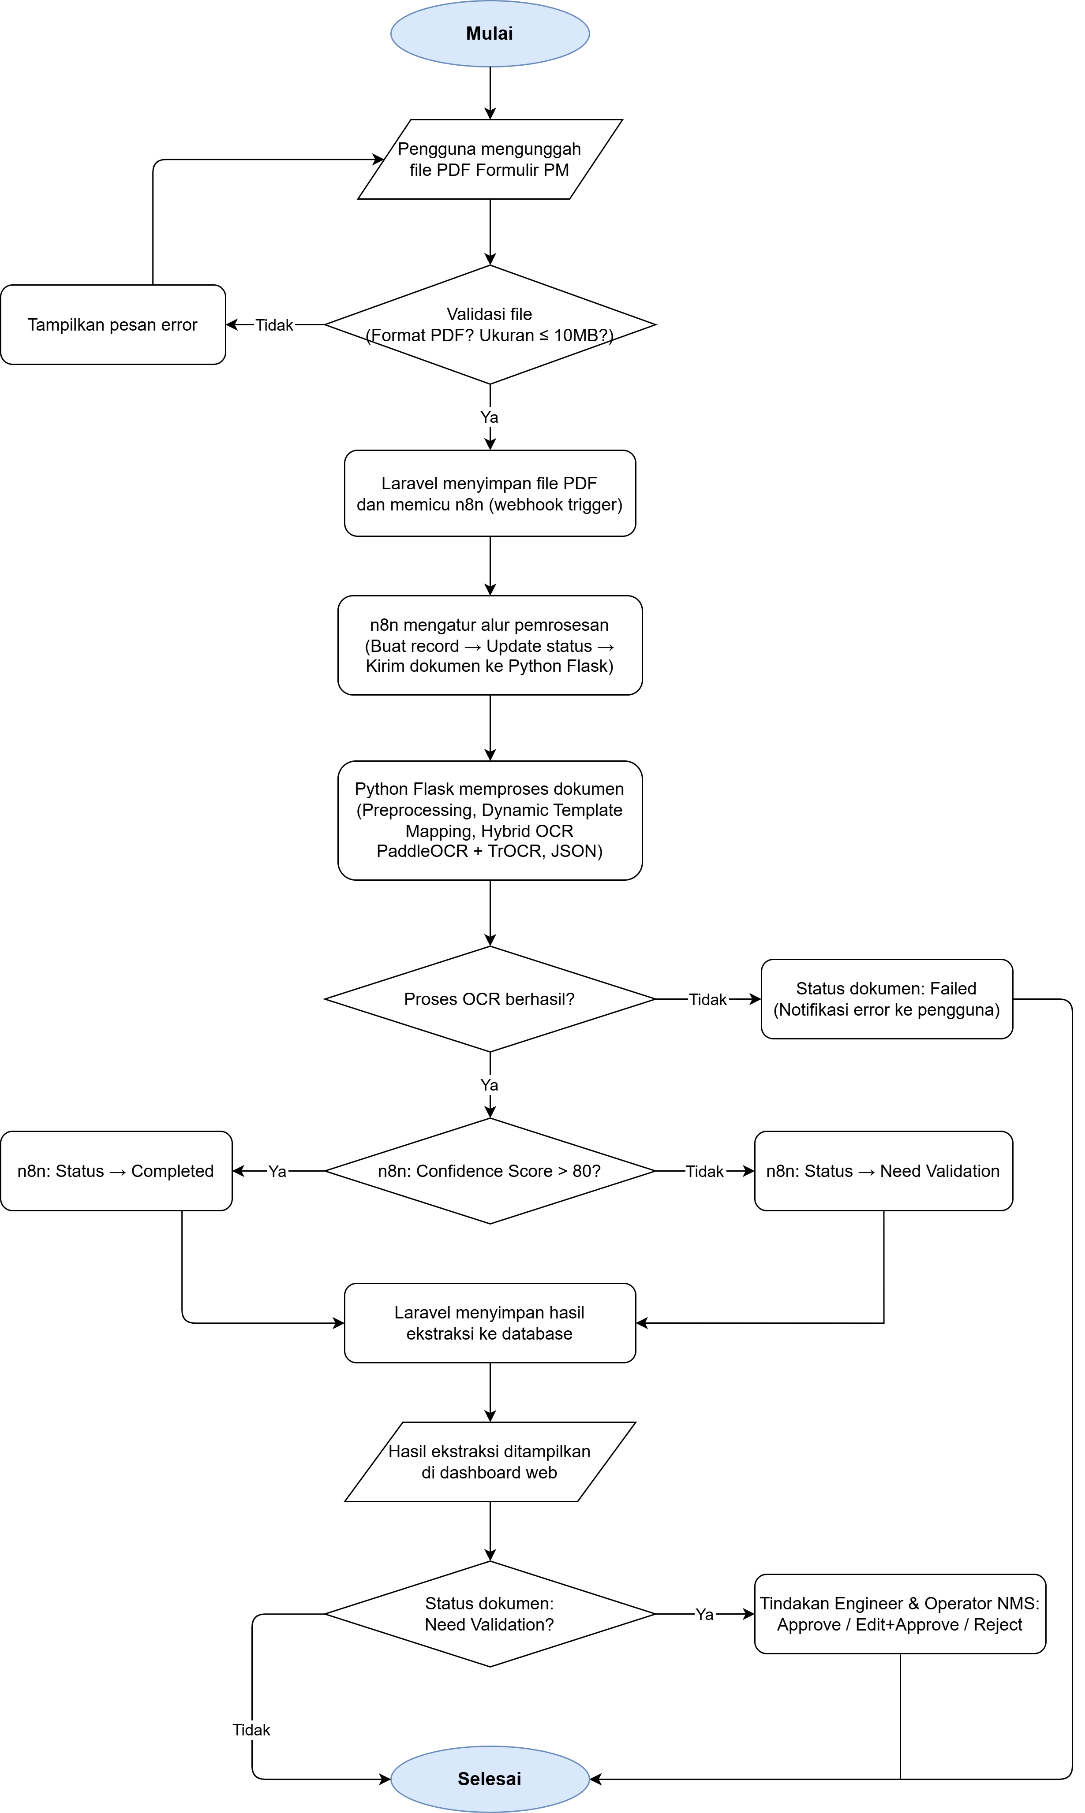 Mulai
Pengguna mengunggah
file PDF Formulir PM
Validasi file
(Format PDF? Ukuran ≤ 10MB?)
Tidak
Tampilkan pesan error
Ya
Laravel menyimpan file PDF
dan memicu n8n (webhook trigger)
n8n mengatur alur pemrosesan
(Buat record → Update status →
Kirim dokumen ke Python Flask)
Python Flask memproses dokumen
(Preprocessing, Dynamic Template
Mapping, Hybrid OCR
PaddleOCR + TrOCR, JSON)
Proses OCR berhasil?
Tidak
Status dokumen: Failed
(Notifikasi error ke pengguna)
Ya
n8n: Status → Completed
Ya
n8n: Confidence Score > 80?
Tidak
n8n: Status → Need Validation
Laravel menyimpan hasil
ekstraksi ke database
Hasil ekstraksi ditampilkan
di dashboard web
Status dokumen:
Need Validation?
Ya
Tindakan Engineer & Operator NMS:
Approve / Edit+Approve / Reject
Tidak
Selesai